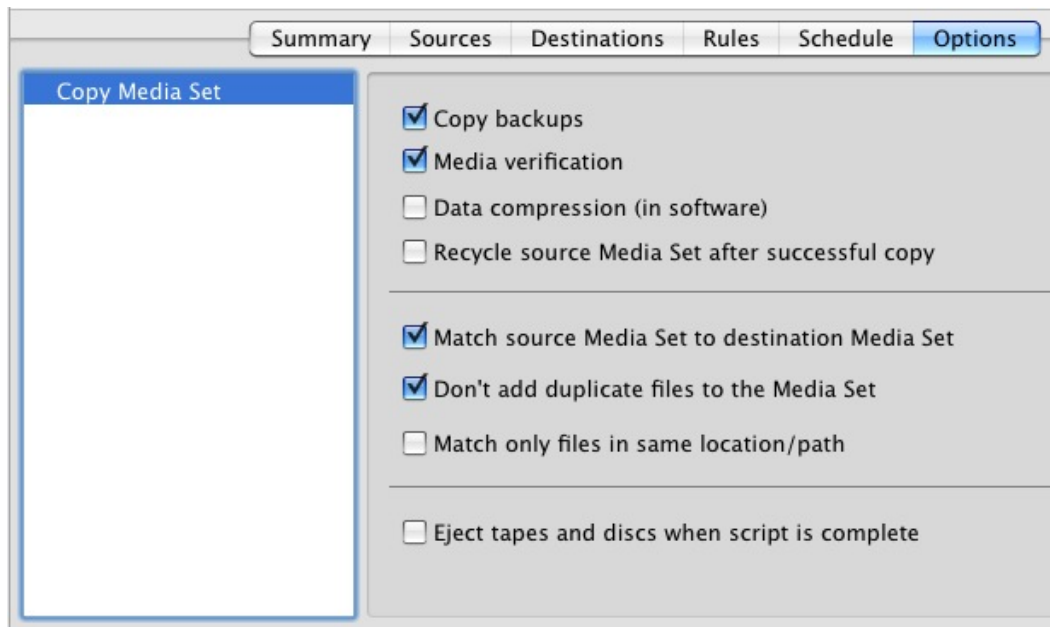 Summary Sources Destinations Rules Schedule Options
Copy Media Set
Copy backups
Media verification
Data compression (in software)
Recycle source Media Set after successful copy
Match source Media Set to destination Media Set
Don't add duplicate files to the Media Set
Match only files in same location/path
Eject tapes and discs when script is complete